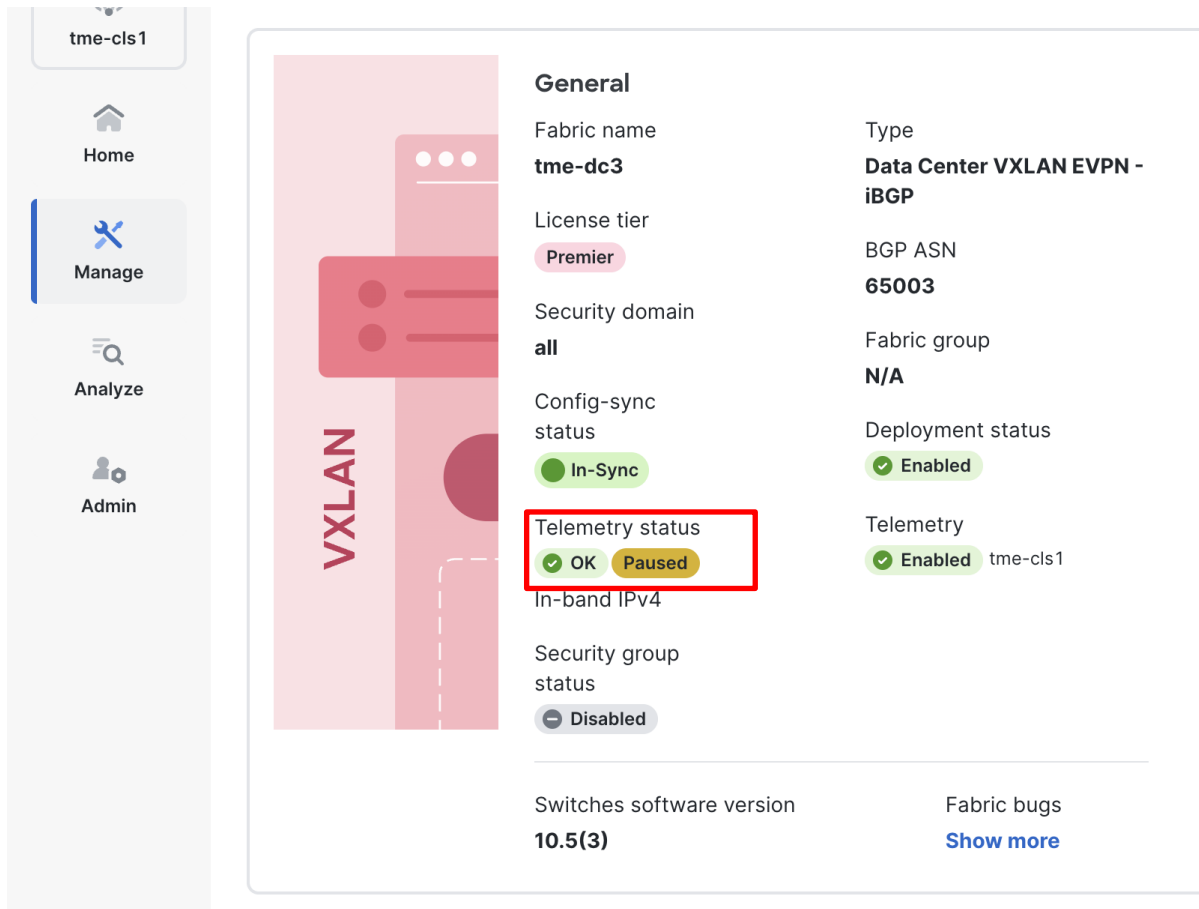 tme-cls1
Home
Manage
Analyze
Admin
VXLAN
General
Fabric name
tme-dc3
License tier
Premier
Security domain
all
Config-sync
status
In-Sync
Telemetry status
OK Paused
In-band IPv4
Security group
status
Disabled
Type
Data Center VXLAN EVPN -
iBGP
BGP ASN
65003
Fabric group
N/A
Deployment status
Enabled
Telemetry
Enabled tme-cls1
Switches software version
10.5(3)
Fabric bugs
Show more